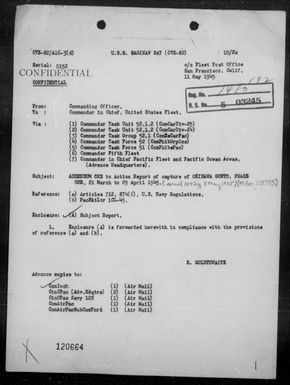 CVE-82/A16-3(d) U.S.S. SAGINAW BAY (CVE-82) 10/Hs
Serial: 0152 c/o Fleet Post Office
San Francisco, Calif.
11 May 1945
CONFIDENTIAL
CONFIDENTIAL
Reg. No.
R. S. No. 5 03245
From: Commanding Officer.
To: Commander in Chief, United States Fleet.
Via: (1) Commander Task Unit 52.1.2 (ComCarDiv-25)
(2) Commander Task Unit 52.1.2 (ComCarDiv-24)
(3) Commander Task Group 52.1
(4) Commander Task Force 52
(5) Commander Task Force 51
(6) Commander Fifth Fleet
(7) Commander in Chief Pacific Fleet and Pacific Ocean Areas,
(Advance Headquarters).
Subject: ADDENDUM ONE to Action Report of capture of OKINAWA GUNTO, PHASE
ONE, 21 March to 29 April 1945.
Reference: (a) Articles 712, 874(6), U.S. Navy Regulations.
(b) PacFltLtr 1CL-45.
Enclosure: (A) Subject Report.
1. Enclosure (A) is forwarded herewith in compliance with the provisions
of reference (a) and (b).
R. GOLDTHWAITE
Advance copies to:
ComInch (1) (Air Mail)
CinCPac (Adv.Hdqtrs) (2) (Air Mail)
CinCPac Navy 128 (1) (Air Mail)
ComAirPac (1) (Air Mail)
ComAirPacSubComFord (1) (Air Mail)
120664